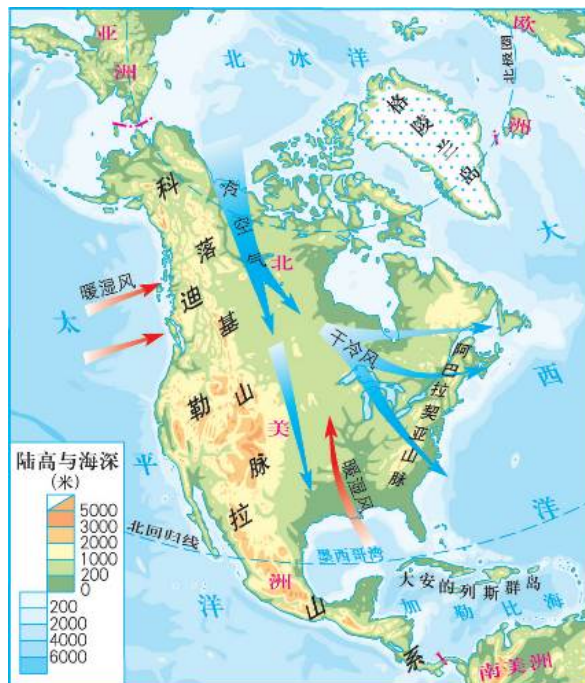 亚洲
北冰洋
欧洲
北极圈
格陵兰岛
冷空气
大西洋
科落迪基勒山脉
拉山系
北美洲
暖湿风
太平洋
干冷风
阿巴拉契亚山脉
暖湿风
陆高与海深
(米)
5000
3000
2000
1000
200
0
200
2000
4000
6000
北回归线
墨西哥湾
大安的列斯群岛
加勒比海
南美洲